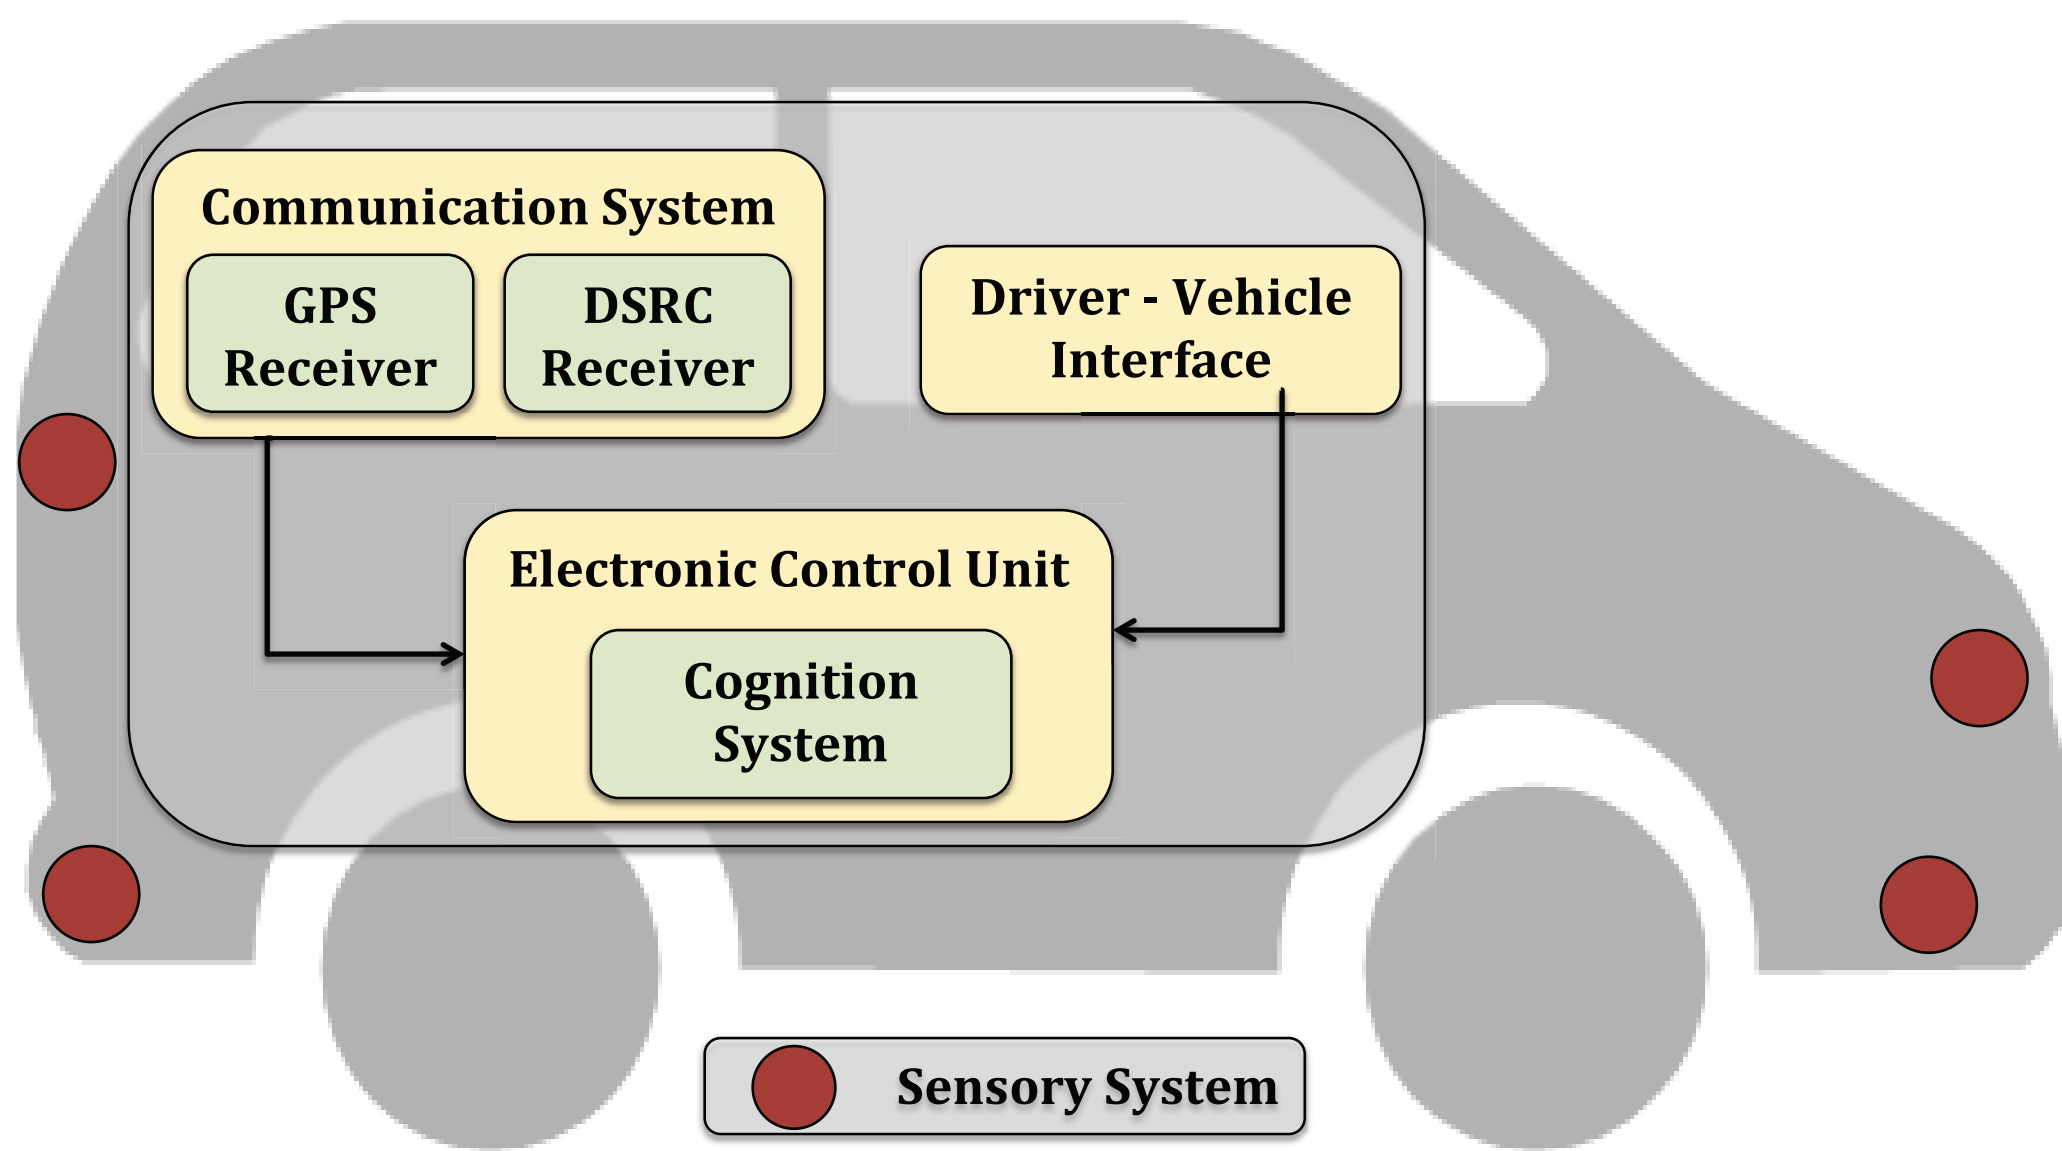 Communication System
GPS
Receiver
DSRC
Receiver
Driver - Vehicle
Interface
Electronic Control Unit
Cognition
System
Sensory System